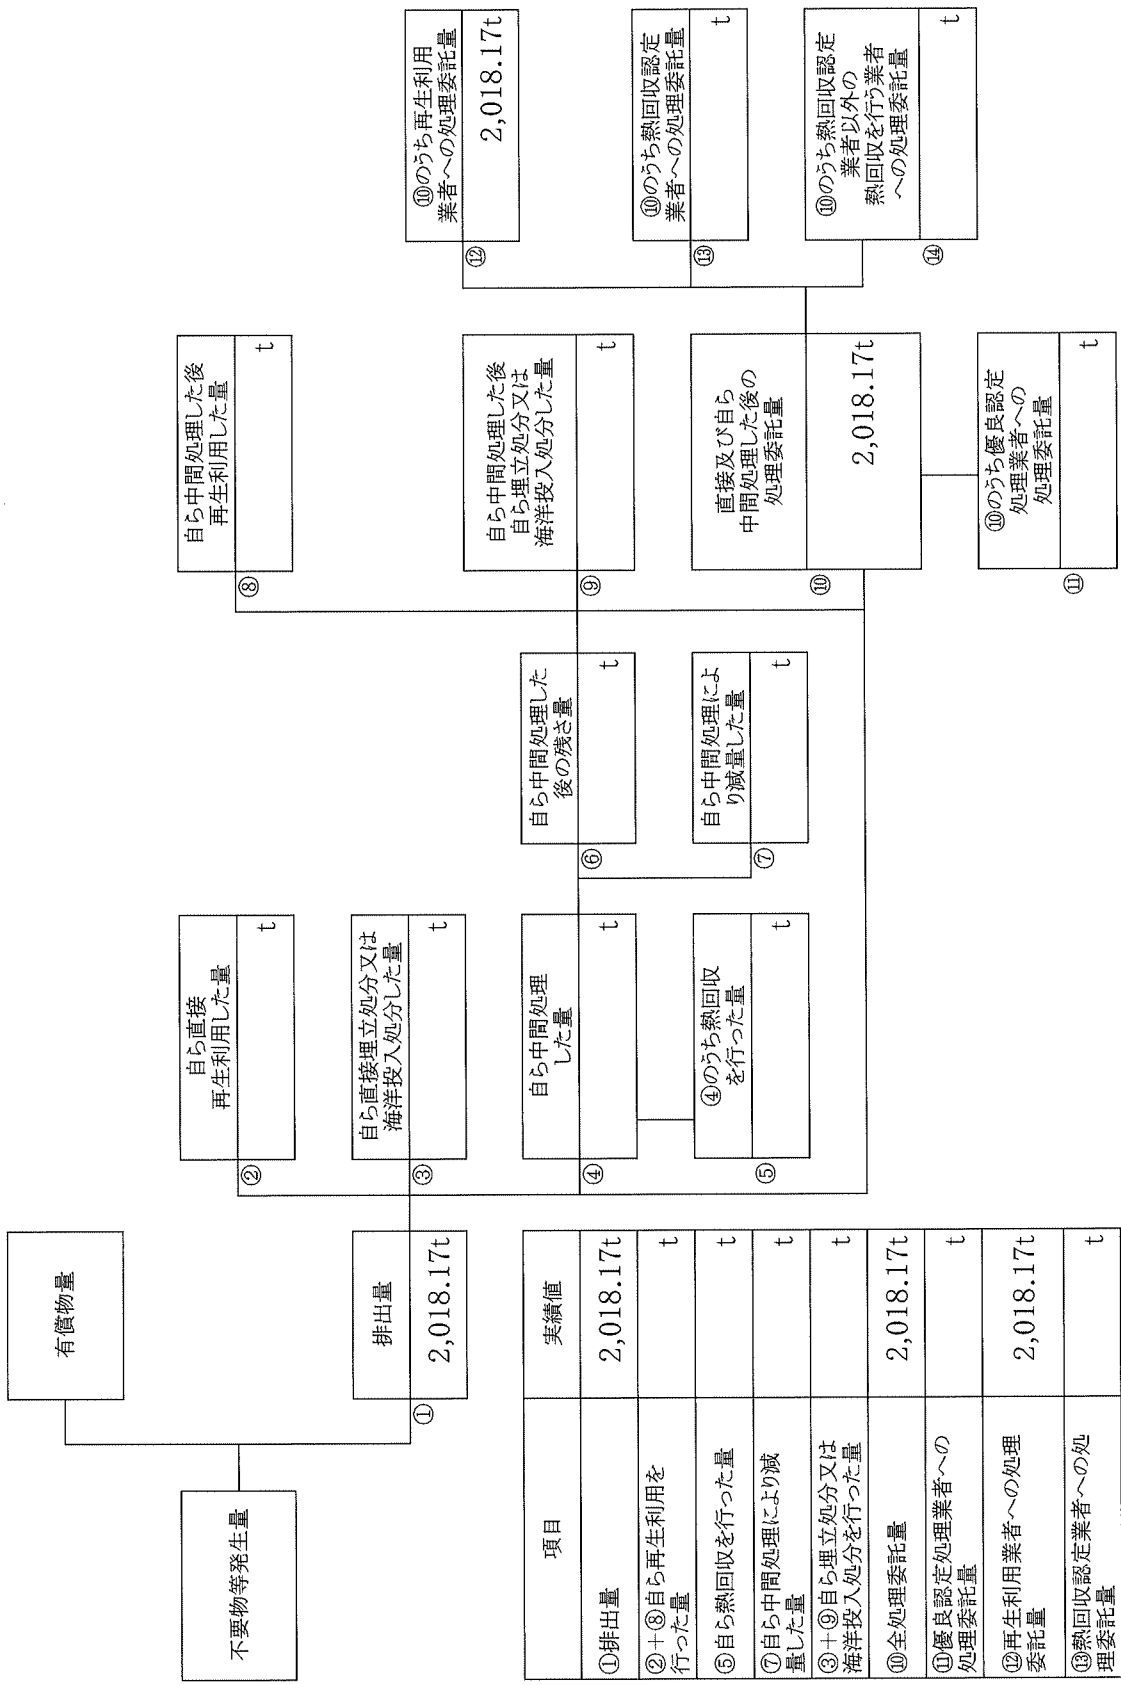 不要物等発生量
有償物量
①
排出量
2,018.17t
②
自ら直接
再生利用した量
t
③
自ら直接埋立処分又は
海洋投入処分した量
t
④
自ら中間処理
した量
t
⑤
④のうち熱回収
を行った量
t
⑥
自ら中間処理した
後の残さ量
t
⑦
自ら中間処理によ
り減量した量
t
⑧
自ら中間処理した後
再生利用した量
t
⑨
自ら中間処理した後
自ら埋立処分又は
海洋投入処分した量
t
⑩
直接及び自ら
中間処理した後の
処理委託量
2,018.17t
⑪
⑩のうち優良認定
処理業者への
処理委託量
t
⑫
⑩のうち再生利用
業者への処理委託量
2,018.17t
⑬
⑩のうち熱回収認定
業者への処理委託量
t
⑭
⑩のうち熱回収認定
業者以外の
熱回収を行う業者
への処理委託量
t
項目
実績値
①排出量
2,018.17t
②+⑧自ら再生利用を
行った量
t
⑤自ら熱回収を行った量
t
⑦自ら中間処理により減
量した量
t
③+⑨自ら埋立処分又は
海洋投入処分を行った量
t
⑩全処理委託量
2,018.17t
⑪優良認定処理業者への
処理委託量
t
⑫再生利用業者への処理
委託量
2,018.17t
⑬熱回収認定業者への処
理委託量
t